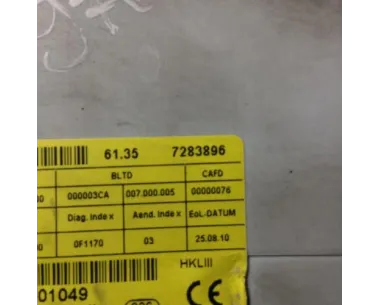 61.35 7283896
BLTD CAFD
000003CA 007.000.005 00000076
Diag. Index Aend. Index EoL-DATUM
0F1170 03 25.08.10
HKLIII
01049 CE